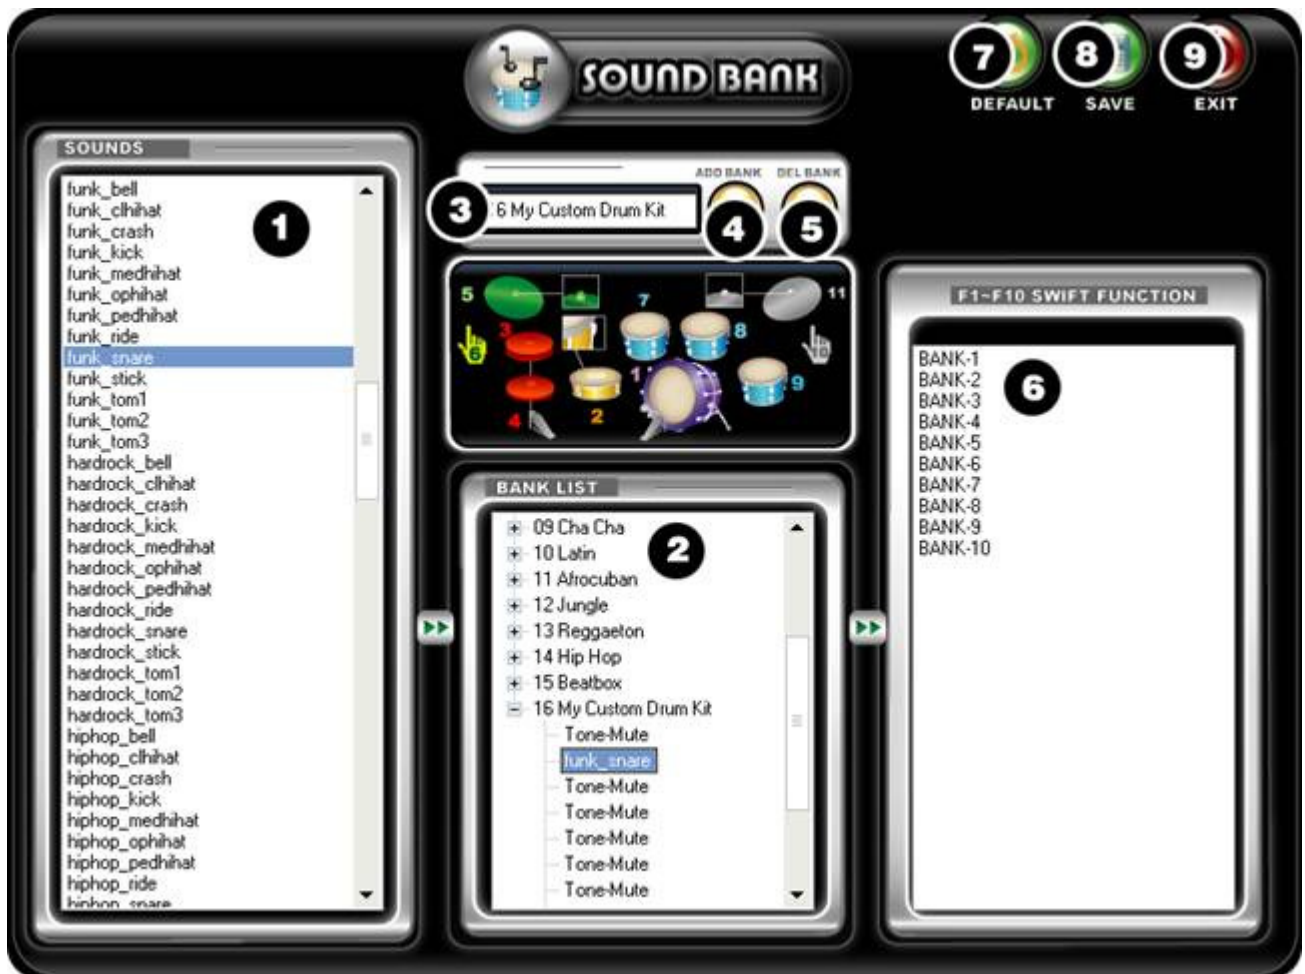 SOUND BANK
7
8
9
DEFAULT
SAVE
EXIT
SOUNDS
funk_bell
funk_clhihat
funk_crash
funk_kick
funk_medhihat
funk_ophihat
funk_pedhihat
funk_ride
funk_snare
funk_stick
funk_tom1
funk_tom2
funk_tom3
hardrock_bell
hardrock_clhihat
hardrock_crash
hardrock_kick
hardrock_medhihat
hardrock_ophihat
hardrock_pedhihat
hardrock_ride
hardrock_snare
hardrock_stick
hardrock_tom1
hardrock_tom2
hardrock_tom3
hiphop_bell
hiphop_clhihat
hiphop_crash
hiphop_kick
hiphop_medhihat
hiphop_ophihat
hiphop_pedhihat
hiphop_ride
hiphop_snare
1
ADD BANK
DEL BANK
3
6 My Custom Drum Kit
4
5
5
7
11
3
8
6
10
1
9
4
2
BANK LIST
2
09 Cha Cha
10 Latin
11 Afrocuban
12 Jungle
13 Reggaeton
14 Hip Hop
15 Beatbox
16 My Custom Drum Kit
Tone-Mute
funk_snare
Tone-Mute
Tone-Mute
Tone-Mute
Tone-Mute
Tone-Mute
F1~F10 SWIFT FUNCTION
BANK-1
BANK-2
BANK-3
BANK-4
BANK-5
BANK-6
BANK-7
BANK-8
BANK-9
BANK-10
6